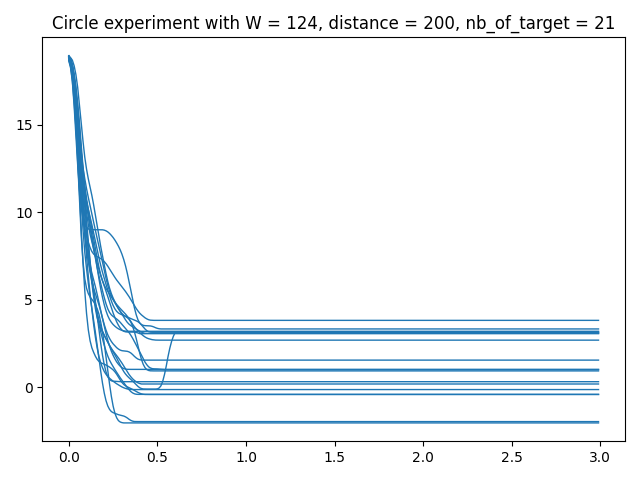 Circle experiment with W = 124, distance = 200, nb_of_target = 21
15
10
5
0
0.0 0.5 1.0 1.5 2.0 2.5 3.0